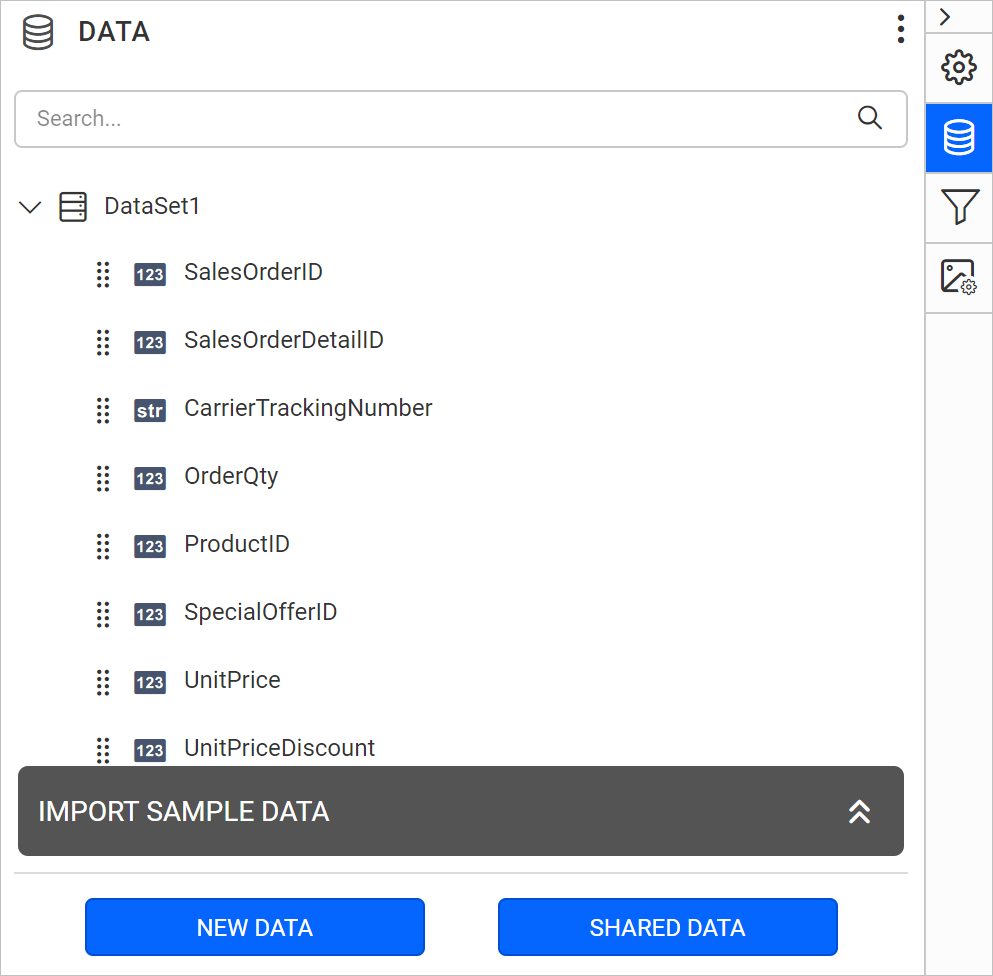 DATA
Search...
DataSet1
123 SalesOrderID
123 SalesOrderDetailID
str CarrierTrackingNumber
123 OrderQty
123 ProductID
123 SpecialOfferID
123 UnitPrice
123 UnitPriceDiscount
IMPORT SAMPLE DATA
NEW DATA SHARED DATA